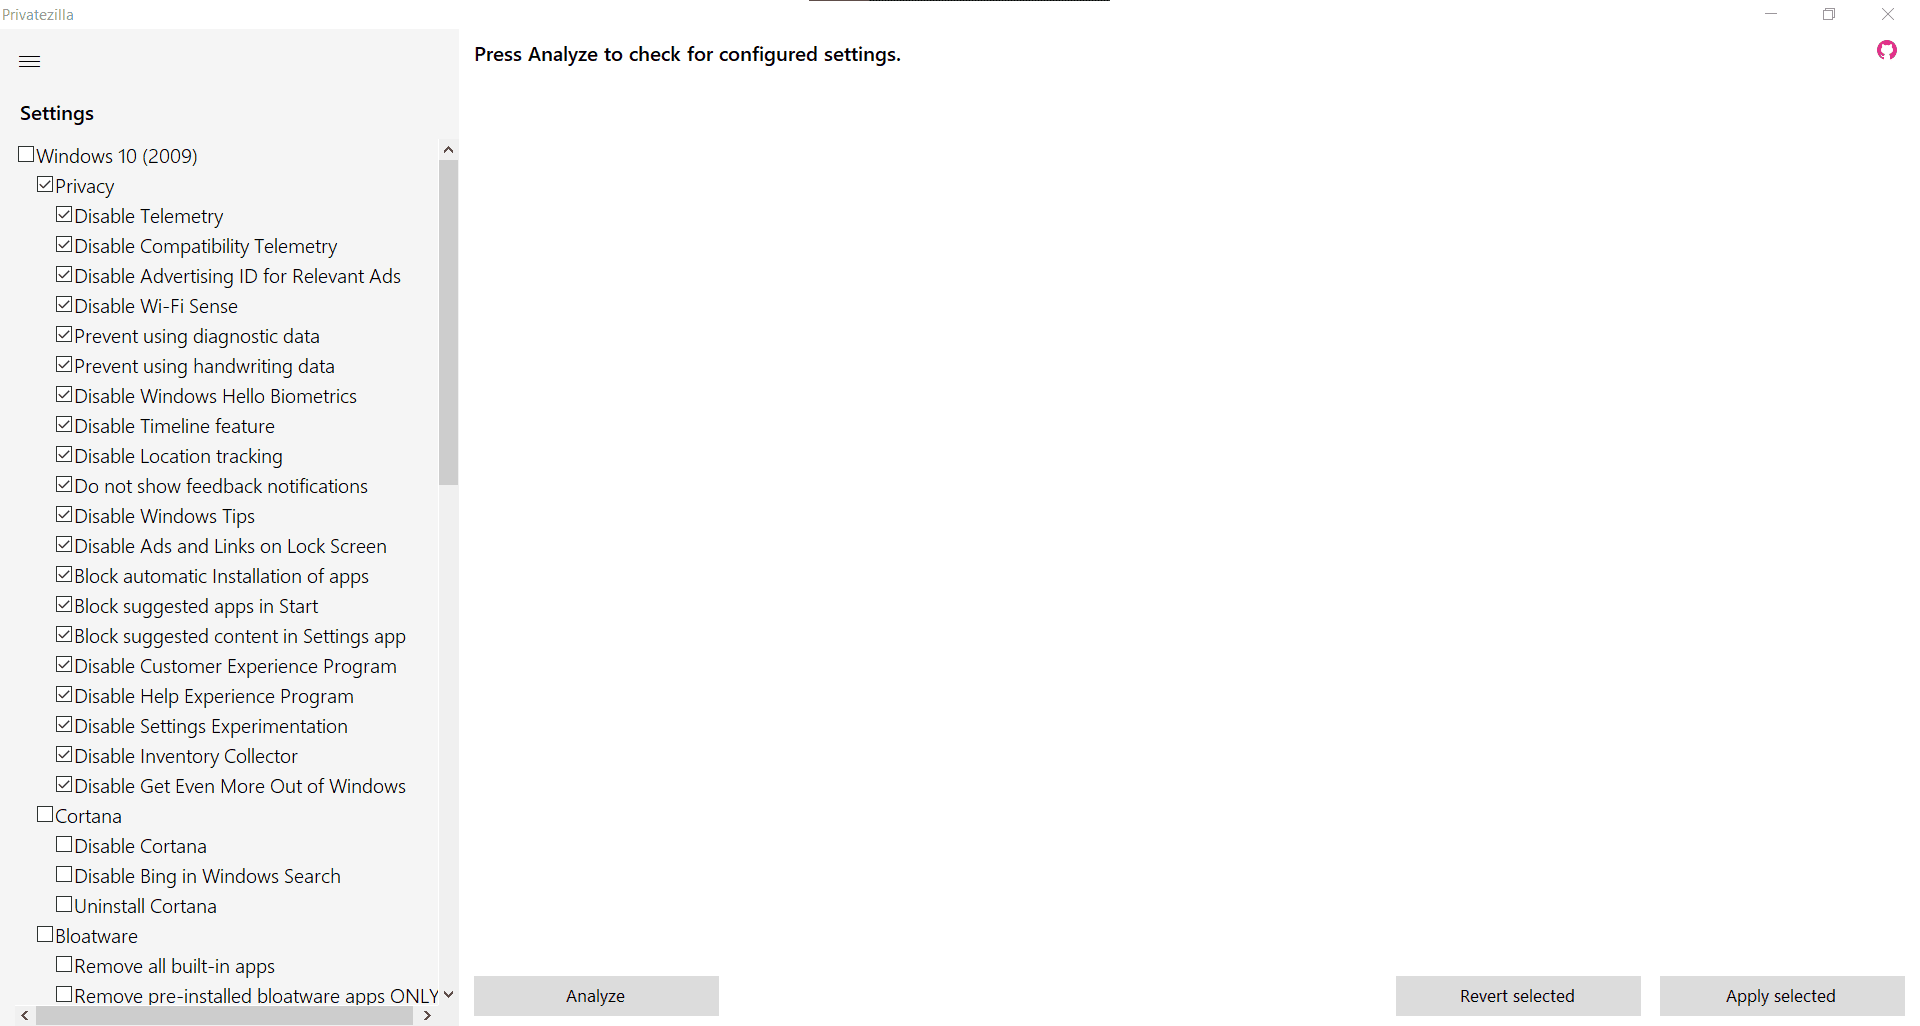 Privatezilla
Press Analyze to check for configured settings.
Settings
Windows 10 (2009)
Privacy
Disable Telemetry
Disable Compatibility Telemetry
Disable Advertising ID for Relevant Ads
Disable Wi-Fi Sense
Prevent using diagnostic data
Prevent using handwriting data
Disable Windows Hello Biometrics
Disable Timeline feature
Disable Location tracking
Do not show feedback notifications
Disable Windows Tips
Disable Ads and Links on Lock Screen
Block automatic Installation of apps
Block suggested apps in Start
Block suggested content in Settings app
Disable Customer Experience Program
Disable Help Experience Program
Disable Settings Experimentation
Disable Inventory Collector
Disable Get Even More Out of Windows
Cortana
Disable Cortana
Disable Bing in Windows Search
Uninstall Cortana
Bloatware
Remove all built-in apps
Remove pre-installed bloatware apps ONLY
Analyze
Revert selected
Apply selected